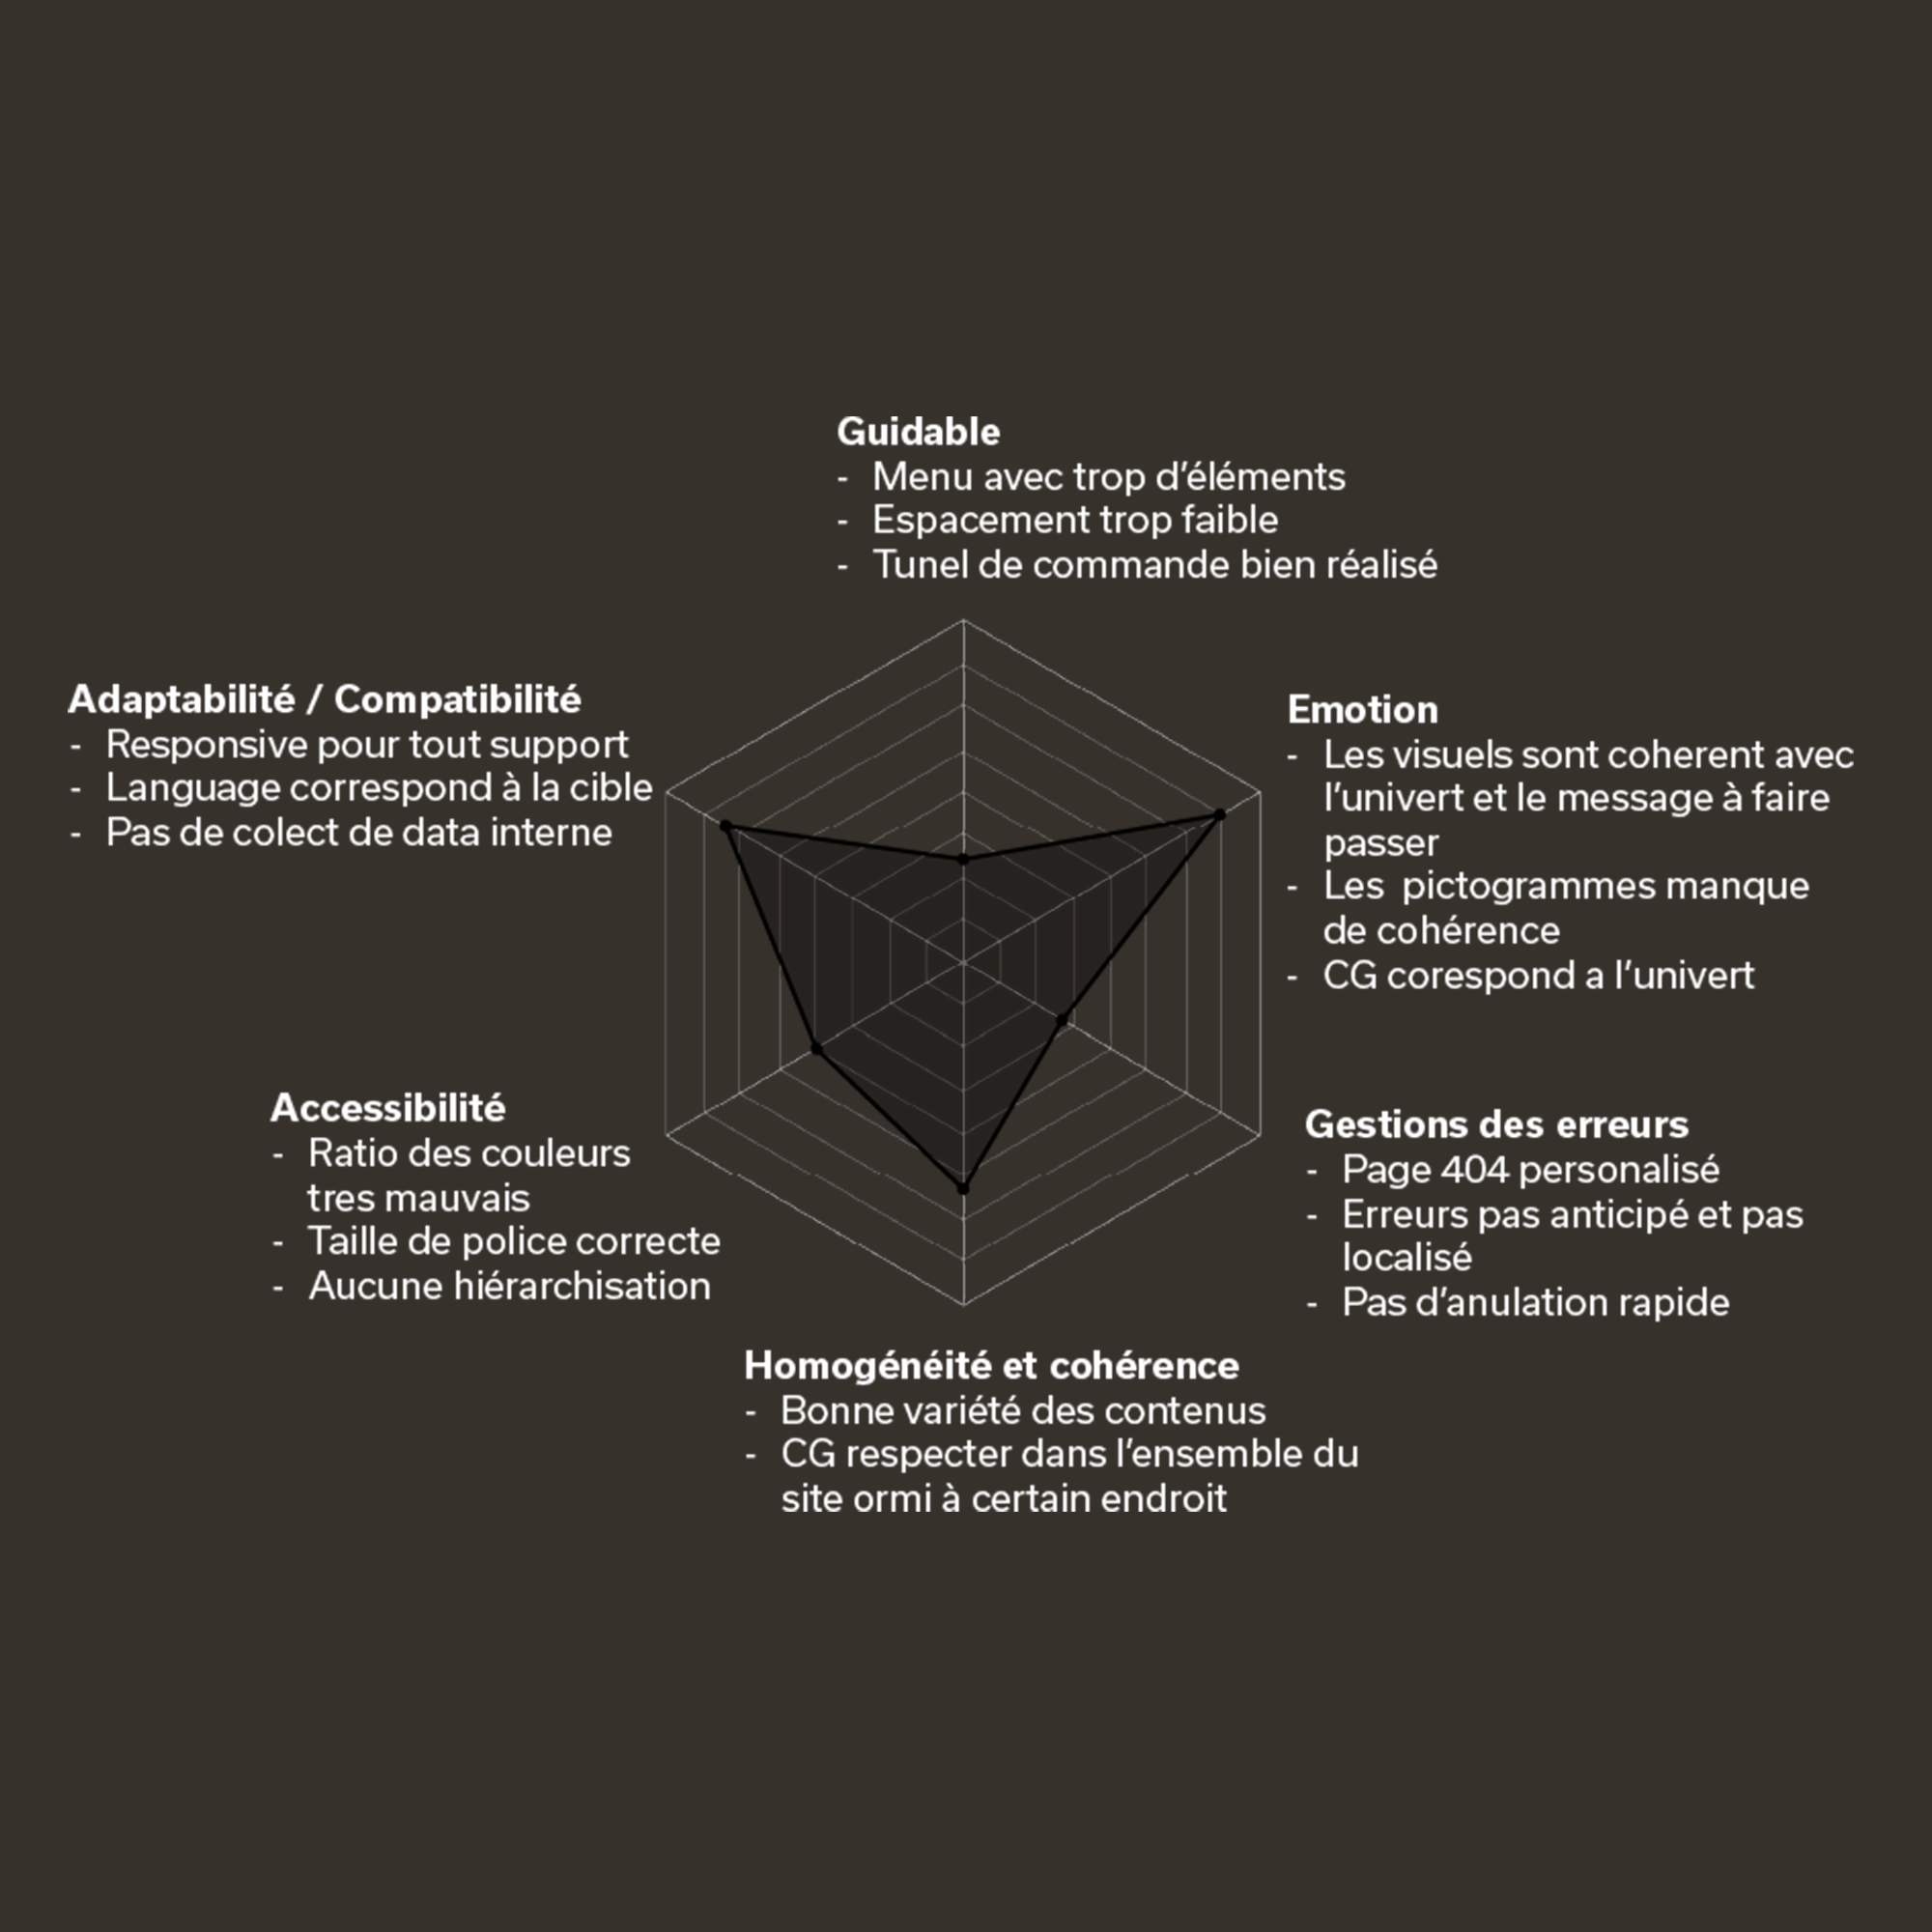 Guidable
- Menu avec trop d'éléments
- Espacement trop faible
- Tunel de commande bien réalisé
Adaptabilité / Compatibilité
- Responsive pour tout support
- Language correspond à la cible
- Pas de colect de data interne
Emotion
- Les visuels sont coherent avec
l'univert et le message à faire
passer
- Les pictogrammes manque
de cohérence
- CG corespond a l'univert
Accessibilité
- Ratio des couleurs
tres mauvais
- Taille de police correcte
- Aucune hiérarchisation
Gestions des erreurs
- Page 404 personalisé
- Erreurs pas anticipé et pas
localisé
- Pas d'anulation rapide
Homogénéité et cohérence
- Bonne variété des contenus
- CG respecter dans l'ensemble du
site ormi à certain endroit